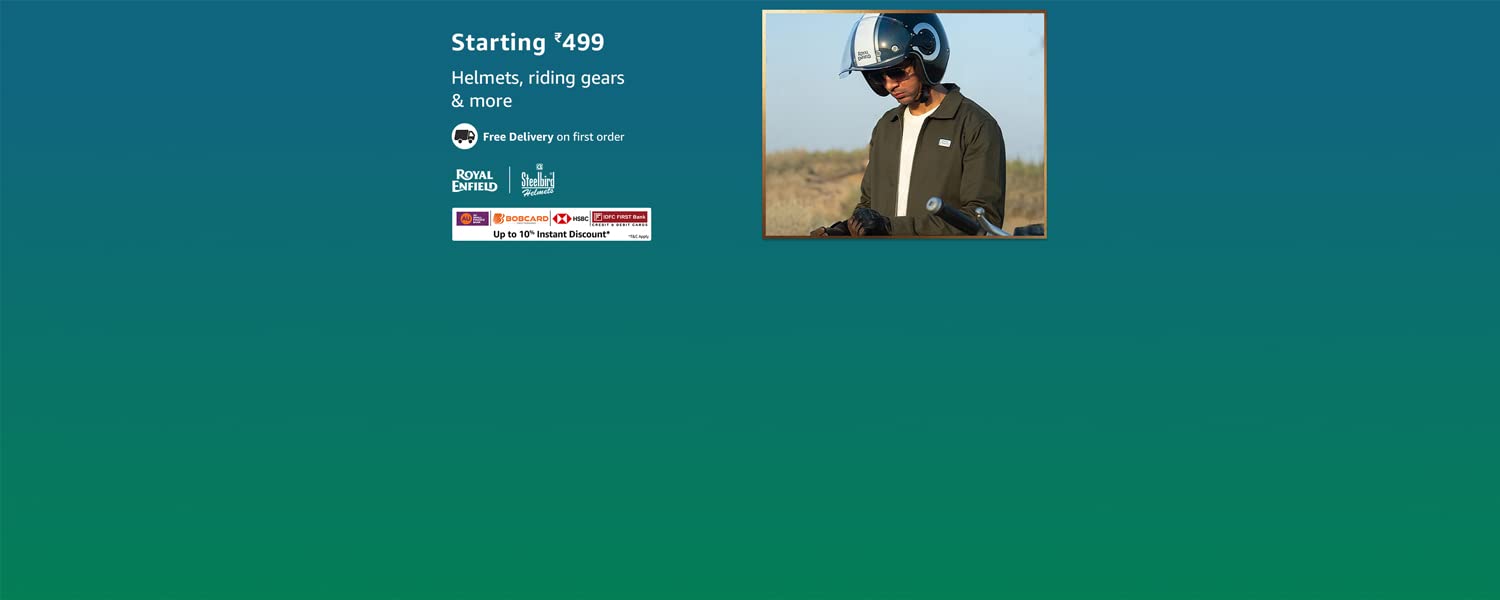 Starting ₹499
Helmets, riding gears
& more
Free Delivery on first order
ROYAL
ENFIELD
Steelbird
Helmets
AU
BOBCARD
HSBC
IDFC FIRST Bank
CREDIT & DEBIT CARDS
Up to 10% Instant Discount*
*T&C Apply